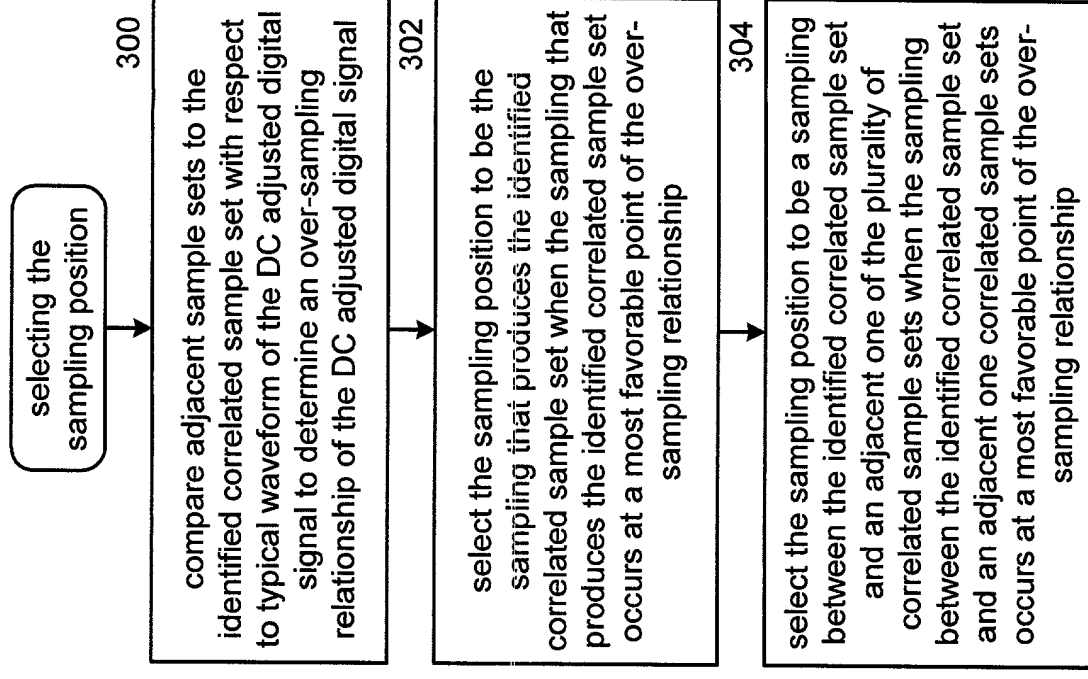 selecting the
sampling position
300
compare adjacent sample sets to the
identified correlated sample set with respect
to typical waveform of the DC adjusted digital
signal to determine an over-sampling
relationship of the DC adjusted digital signal
302
select the sampling position to be the
sampling that produces the identified
correlated sample set when the sampling that
produces the identified correlated sample set
occurs at a most favorable point of the over-
sampling relationship
304
select the sampling position to be a sampling
between the identified correlated sample set
and an adjacent one of the plurality of
correlated sample sets when the sampling
between the identified correlated sample set
and an adjacent one correlated sample sets
occurs at a most favorable point of the over-
sampling relationship